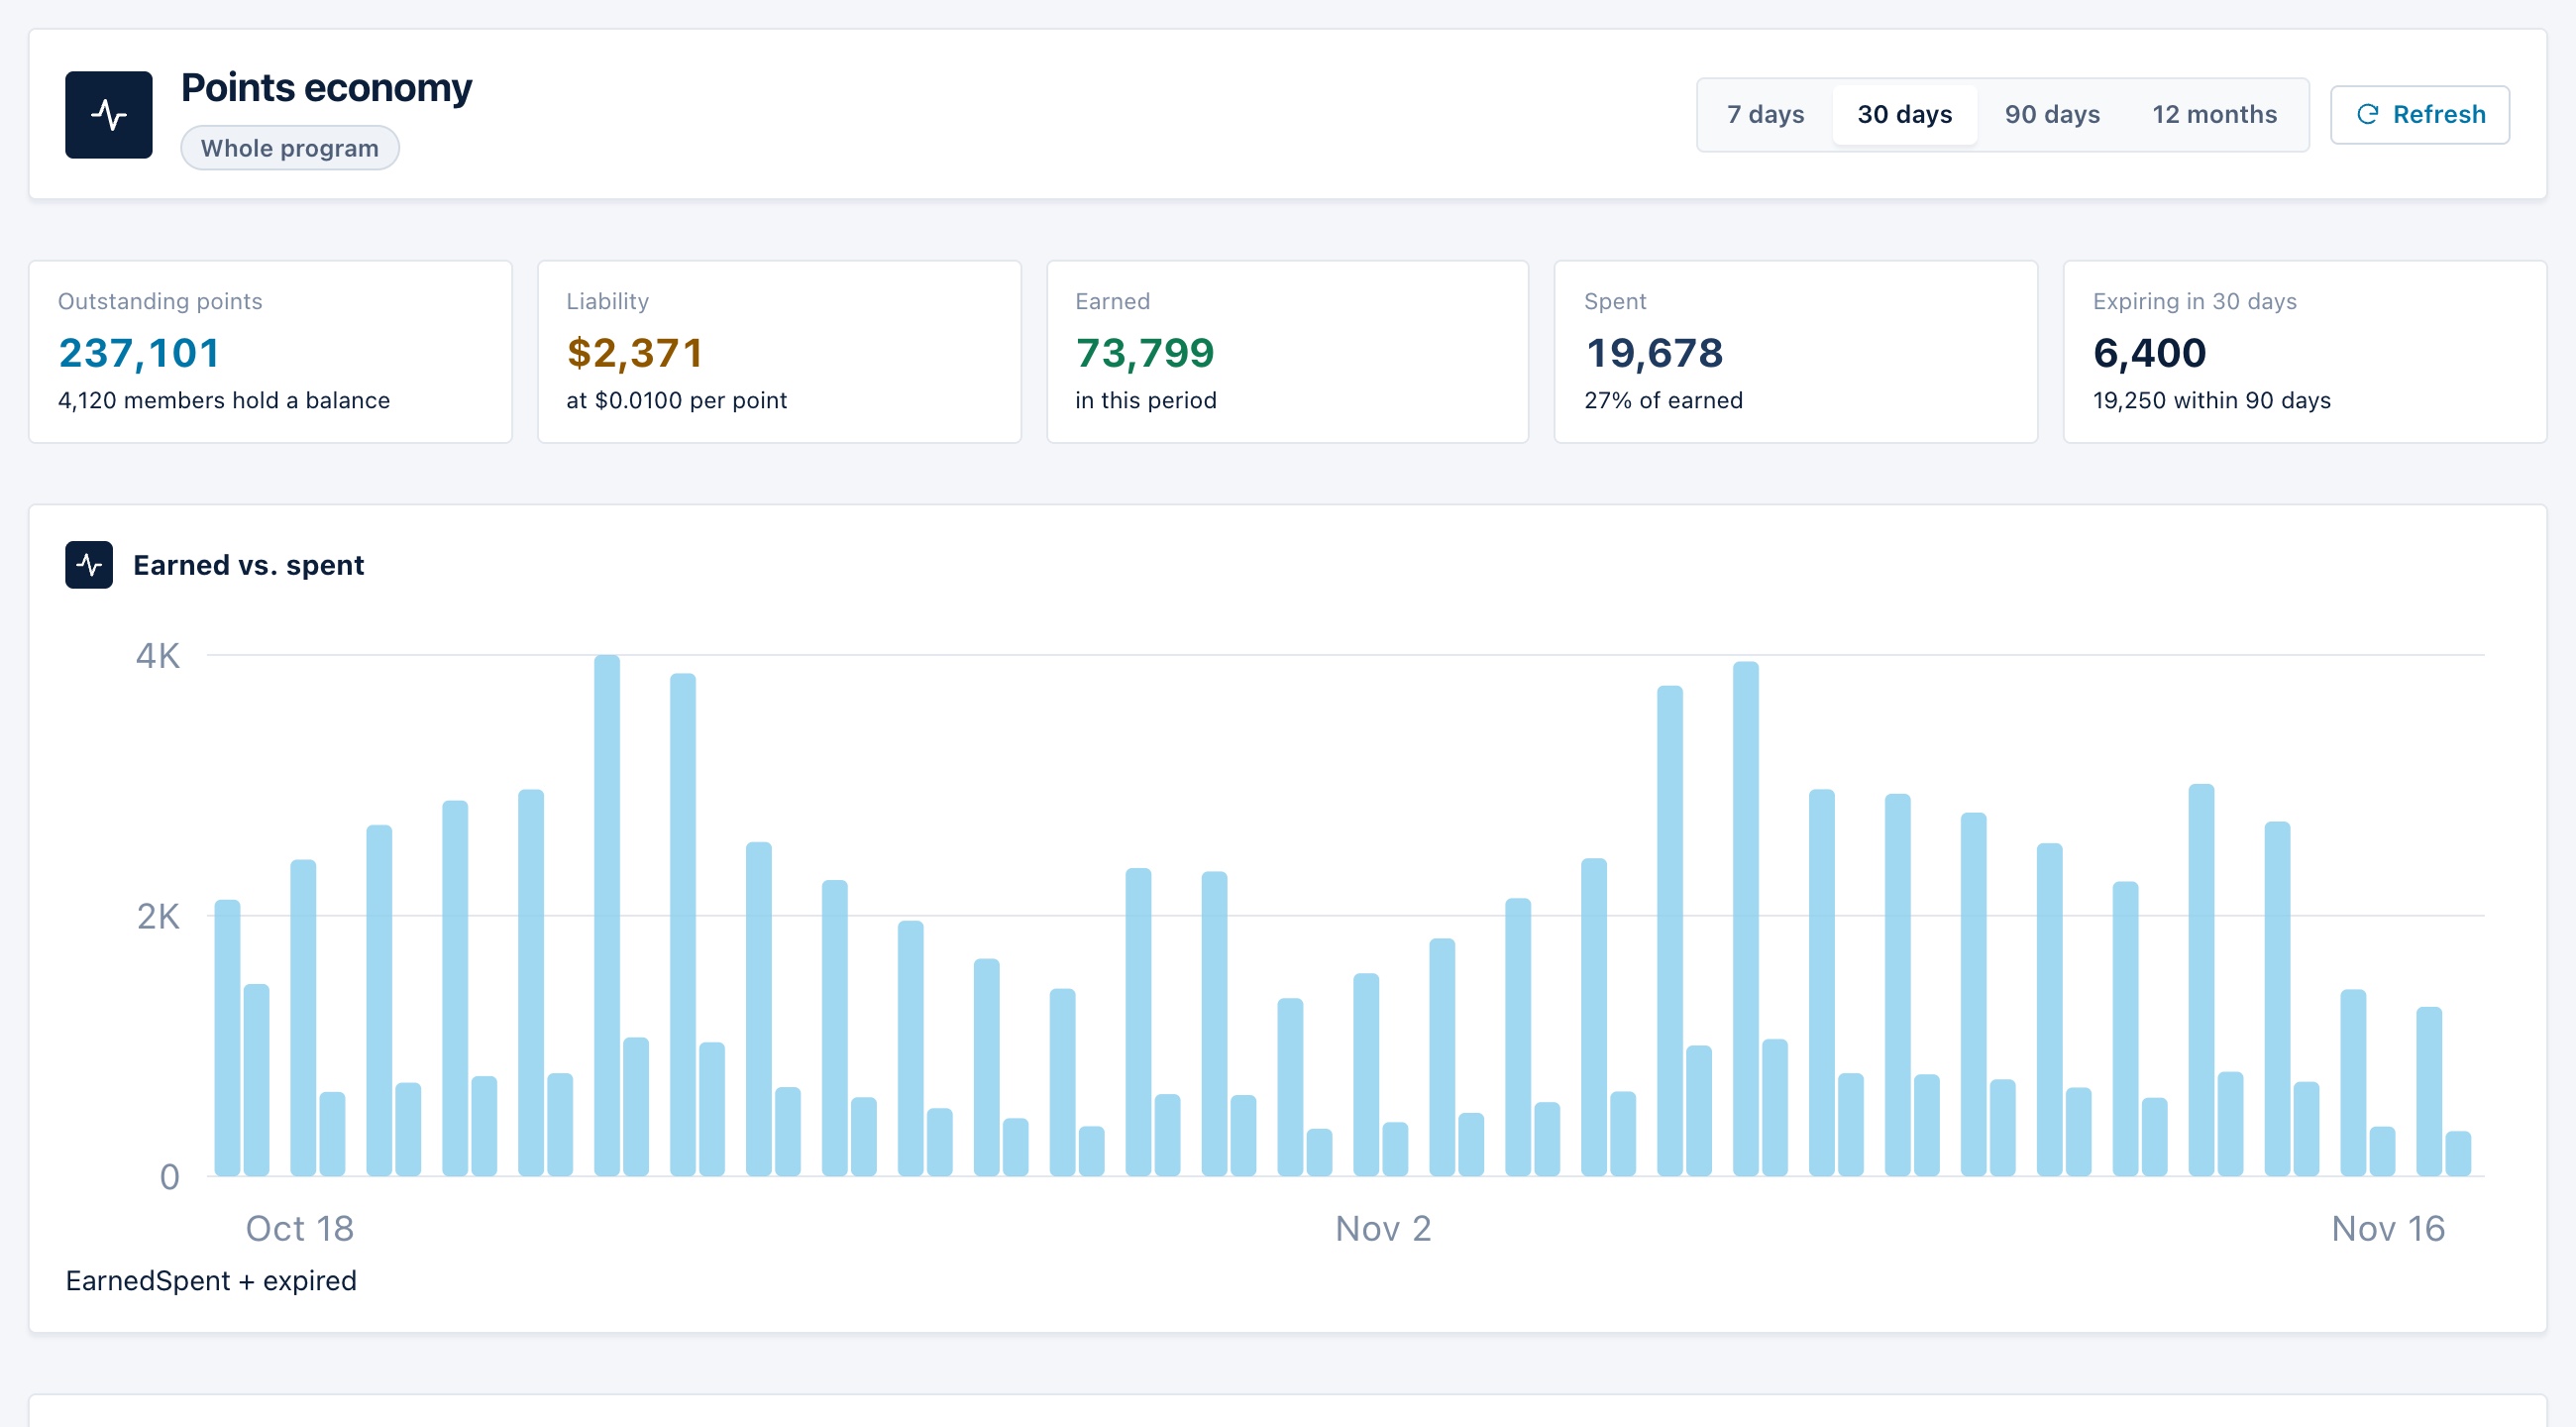 Points economy
Whole program
7 days
30 days
90 days
12 months
Refresh
Outstanding points
237,101
4,120 members hold a balance
Liability
$2,371
at $0.0100 per point
Earned
73,799
in this period
Spent
19,678
27% of earned
Expiring in 30 days
6,400
19,250 within 90 days
Earned vs. spent
4K
2K
0
Oct 18
Nov 2
Nov 16
EarnedSpent + expired